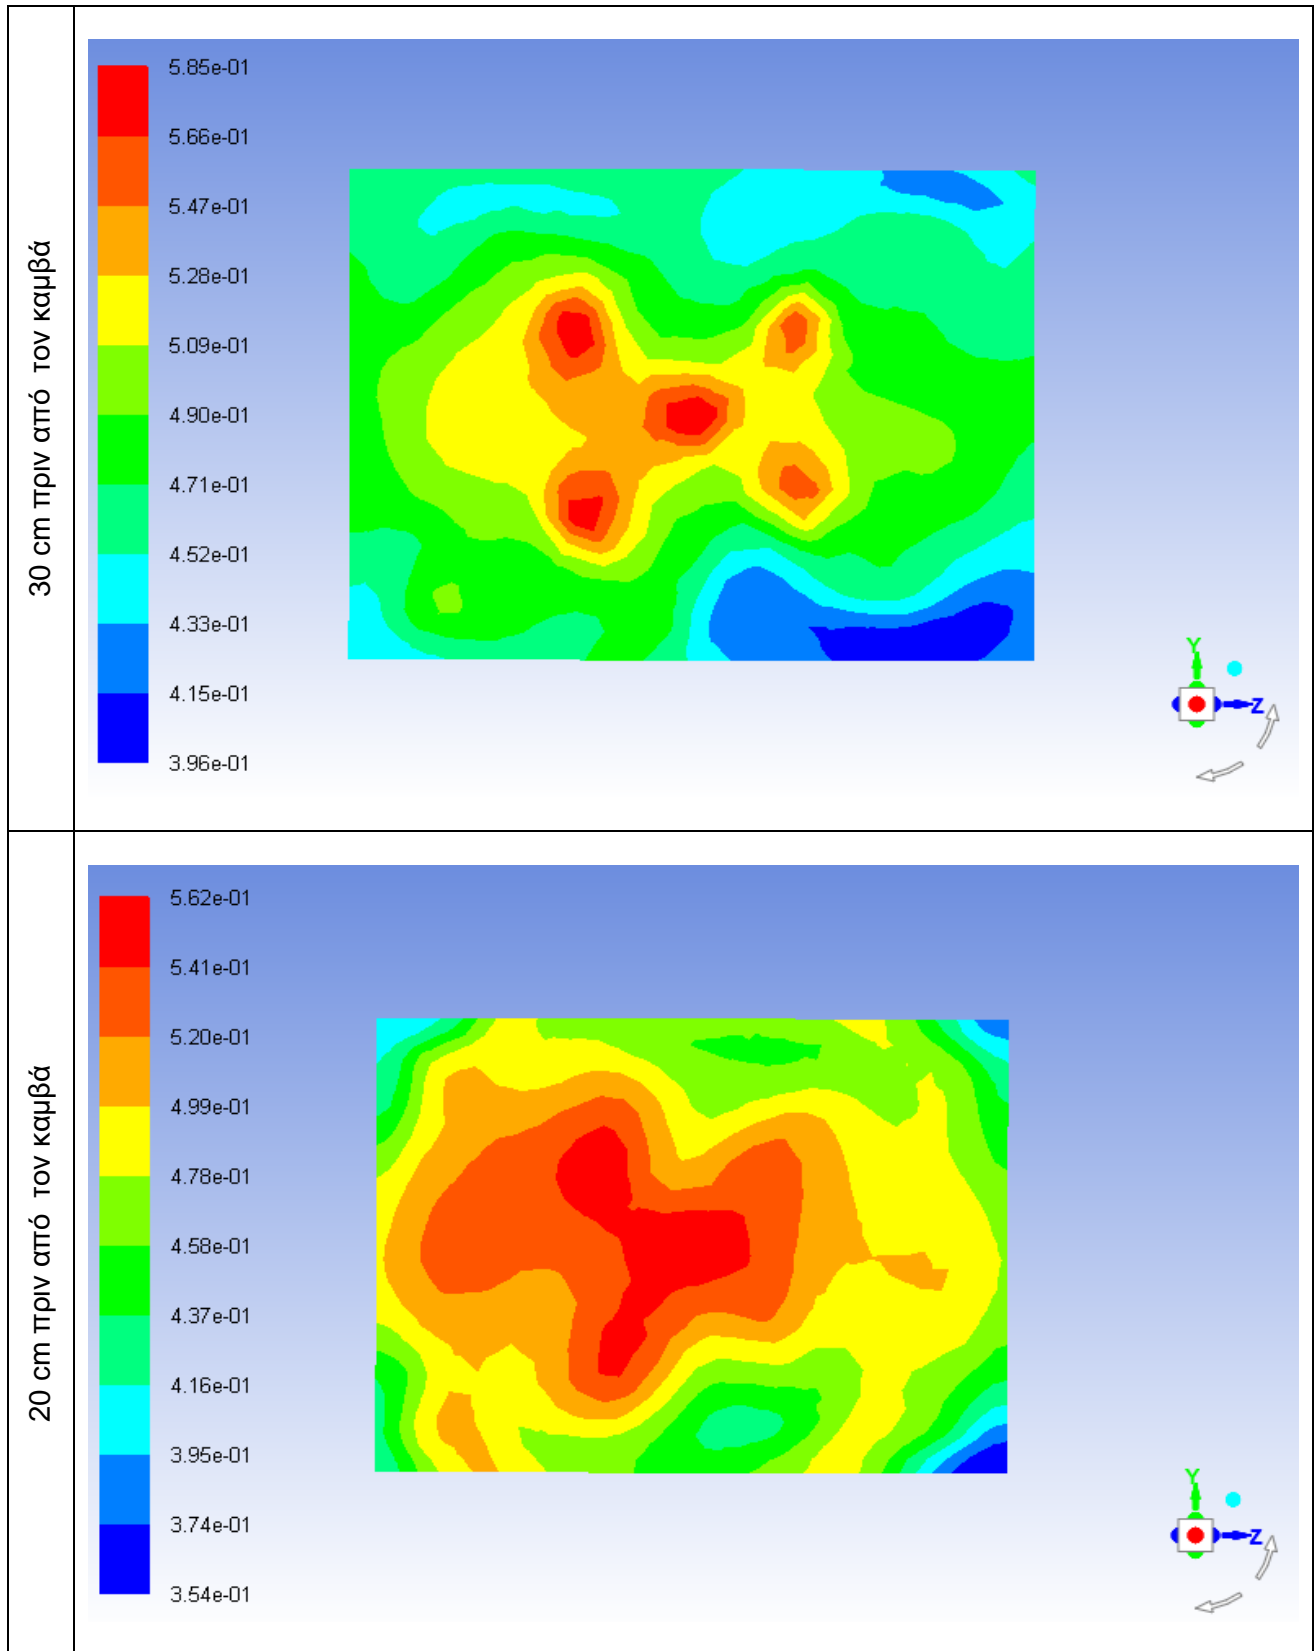 30 cm πριν από τον καμβά
5.85e-01
5.66e-01
5.47e-01
5.28e-01
5.09e-01
4.90e-01
4.71e-01
4.52e-01
4.33e-01
4.15e-01
3.96e-01
Y
Z
20 cm πριν από τον καμβά
5.62e-01
5.41e-01
5.20e-01
4.99e-01
4.78e-01
4.58e-01
4.37e-01
4.16e-01
3.95e-01
3.74e-01
3.54e-01
Y
Z